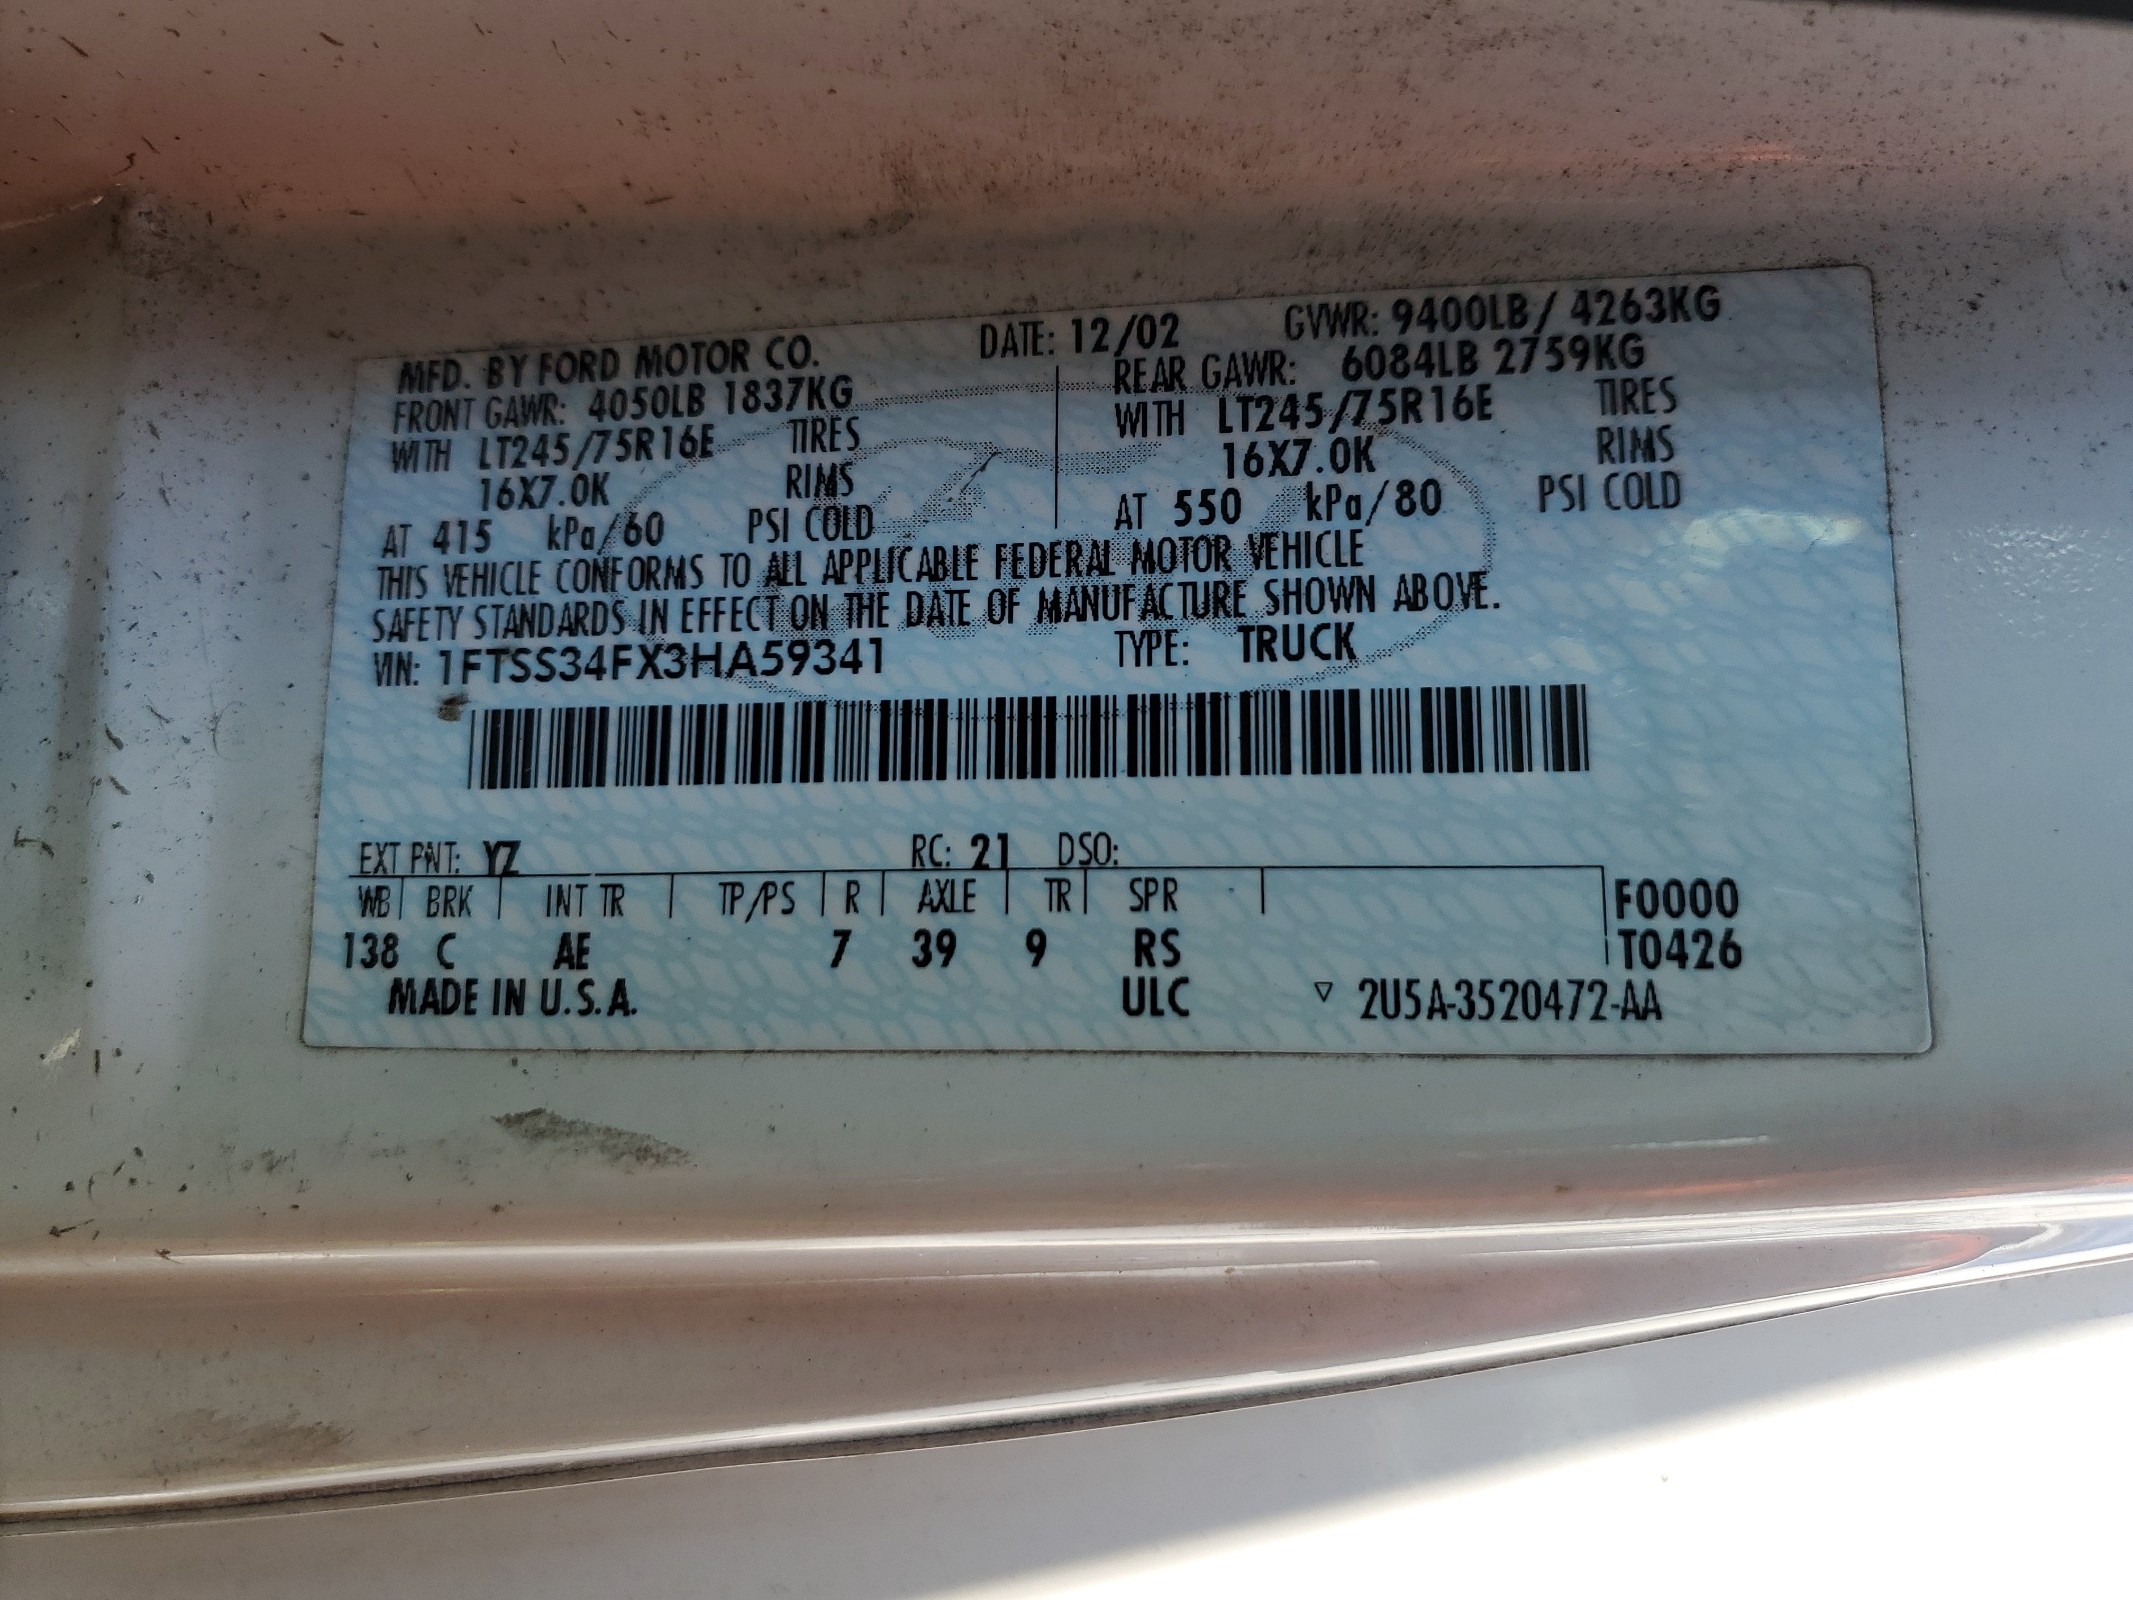 MFD. BY FORD MOTOR CO. DATE: 12/02 GVWR: 9400LB / 4263KG
FRONT GAWR: 4050LB 1837KG REAR GAWR: 6084LB 2759KG
WITH LT245/75R16E TIRES WITH LT245/75R16E TIRES
16X7.0K RIMS 16X7.0K RIMS
AT 415 kPa/60 PSI COLD AT 550 kPa/80 PSI COLD
THIS VEHICLE CONFORMS TO ALL APPLICABLE FEDERAL MOTOR VEHICLE
SAFETY STANDARDS IN EFFECT ON THE DATE OF MANUFACTURE SHOWN ABOVE.
VIN: 1FTSS34FX3HA59341 TYPE: TRUCK
EXT PNT: YZ RC: 21 DSO:
WB BRK INT TR TP/PS R AXLE TR SPR F0000
138 C AE 7 39 9 RS T0426
MADE IN U.S.A. ULC ▽ 2U5A-3520472-AA